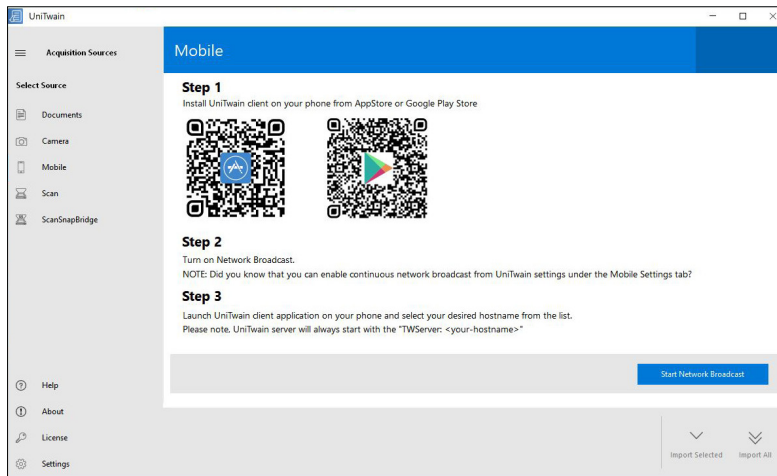 UniTwain
Acquisition Sources
Select Source
Documents
Camera
Mobile
Scan
ScanSnapBridge
Help
About
License
Settings
Mobile
Step 1
Install UniTwain client on your phone from AppStore or Google Play Store
Step 2
Turn on Network Broadcast.
NOTE: Did you know that you can enable continuous network broadcast from UniTwain settings under the Mobile Settings tab?
Step 3
Launch UniTwain client application on your phone and select your desired hostname from the list.
Please note, UniTwain server will always start with the "TWServer: <your-hostname>"
Start Network Broadcast
Import Selected
Import All